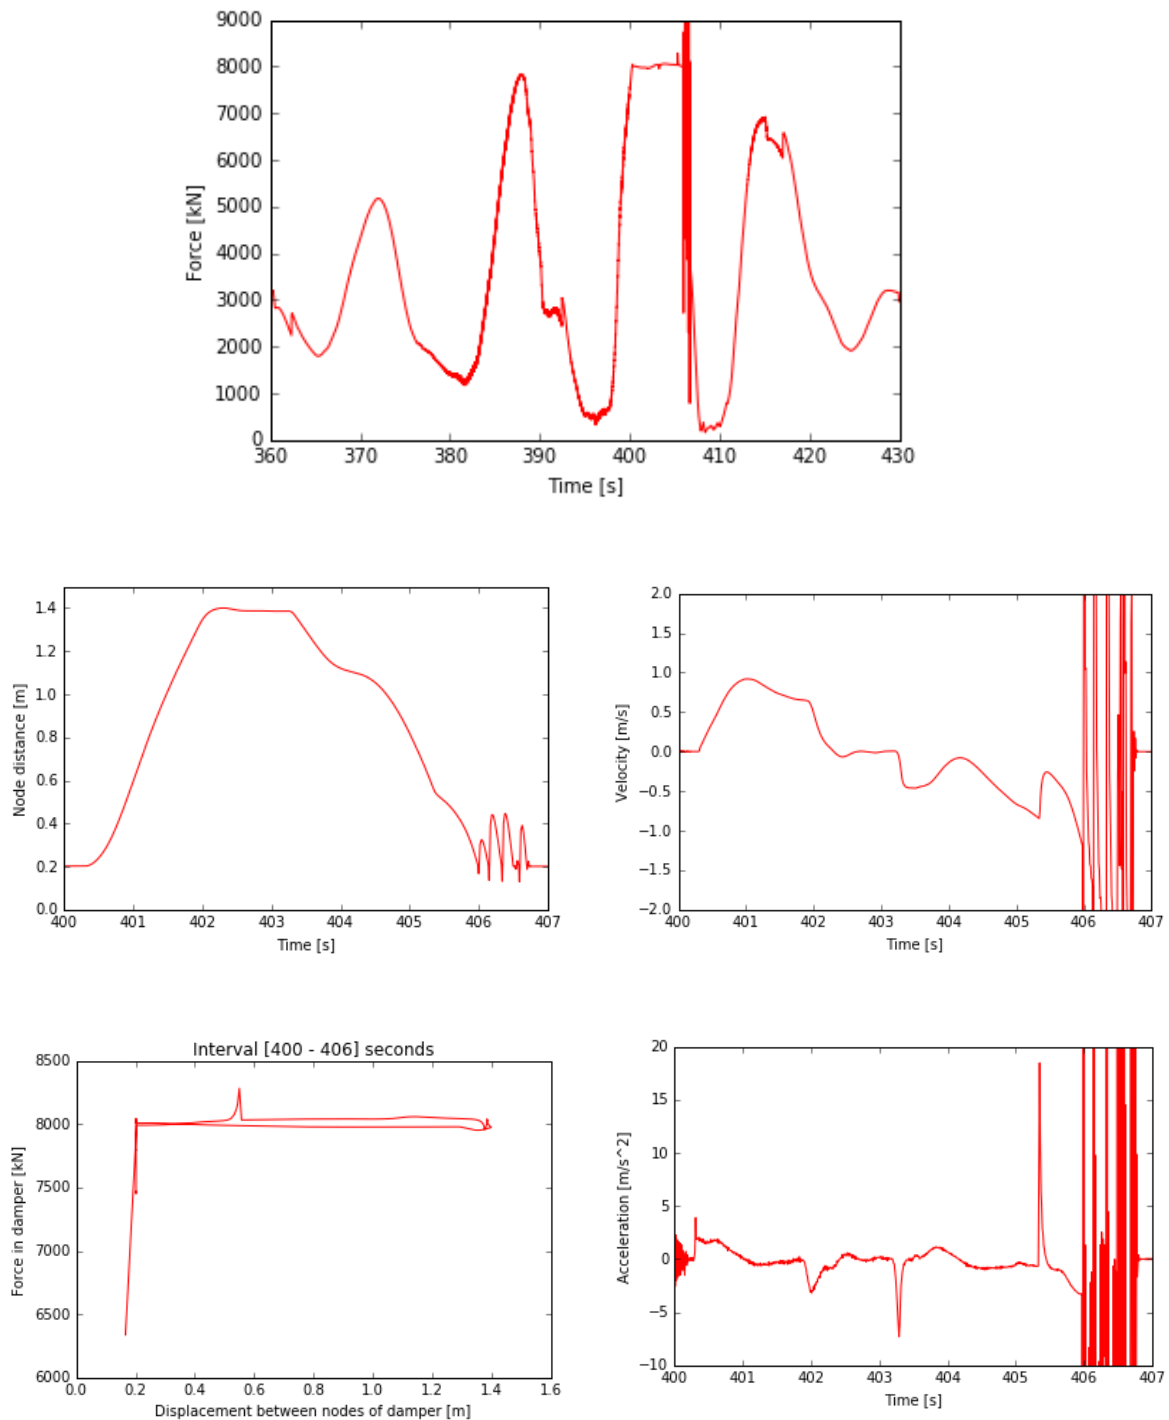 9000
8000
7000
6000
5000
4000
3000
2000
1000
0
Force [kN]
360 370 380 390 400 410 420 430
Time [s]
1.4
1.2
1.0
0.8
0.6
0.4
0.2
0.0
Node distance [m]
400 401 402 403 404 405 406 407
Time [s]
2.0
1.5
1.0
0.5
0.0
−0.5
−1.0
−1.5
−2.0
Velocity [m/s]
400 401 402 403 404 405 406 407
Time [s]
Interval [400 - 406] seconds
8500
8000
7500
7000
6500
6000
Force in damper [kN]
0.0 0.2 0.4 0.6 0.8 1.0 1.2 1.4 1.6
Displacement between nodes of damper [m]
20
15
10
5
0
−5
−10
Acceleration [m/s^2]
400 401 402 403 404 405 406 407
Time [s]